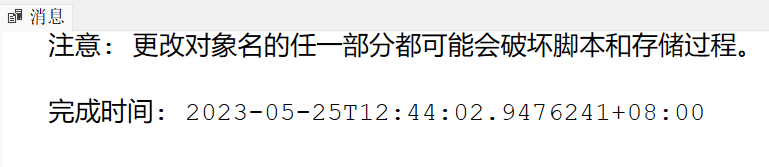 消息
注意: 更改对象名的任一部分都可能会破坏脚本和存储过程。
完成时间: 2023-05-25T12:44:02.9476241+08:00